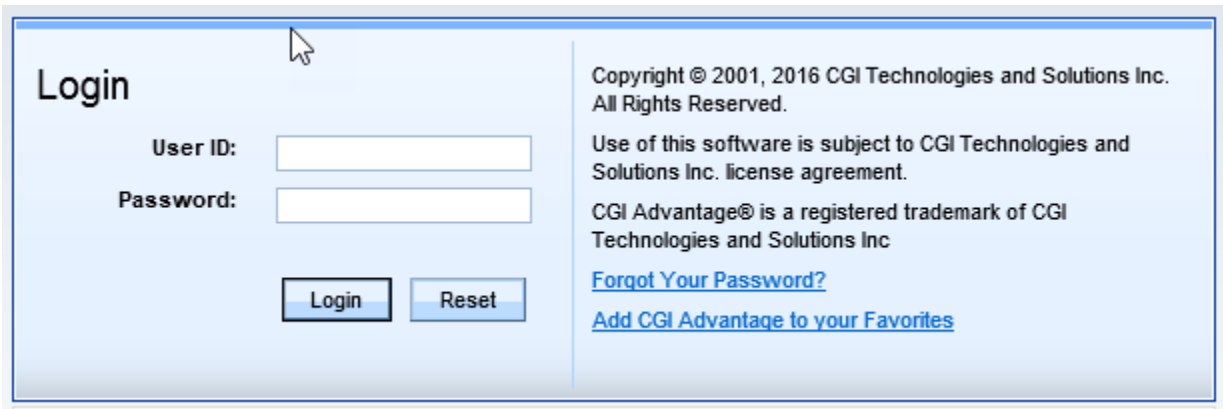 Login
User ID:
Password:
Login
Reset
Copyright © 2001, 2016 CGI Technologies and Solutions Inc.
All Rights Reserved.
Use of this software is subject to CGI Technologies and
Solutions Inc. license agreement.
CGI Advantage® is a registered trademark of CGI
Technologies and Solutions Inc
Forgot Your Password?
Add CGI Advantage to your Favorites